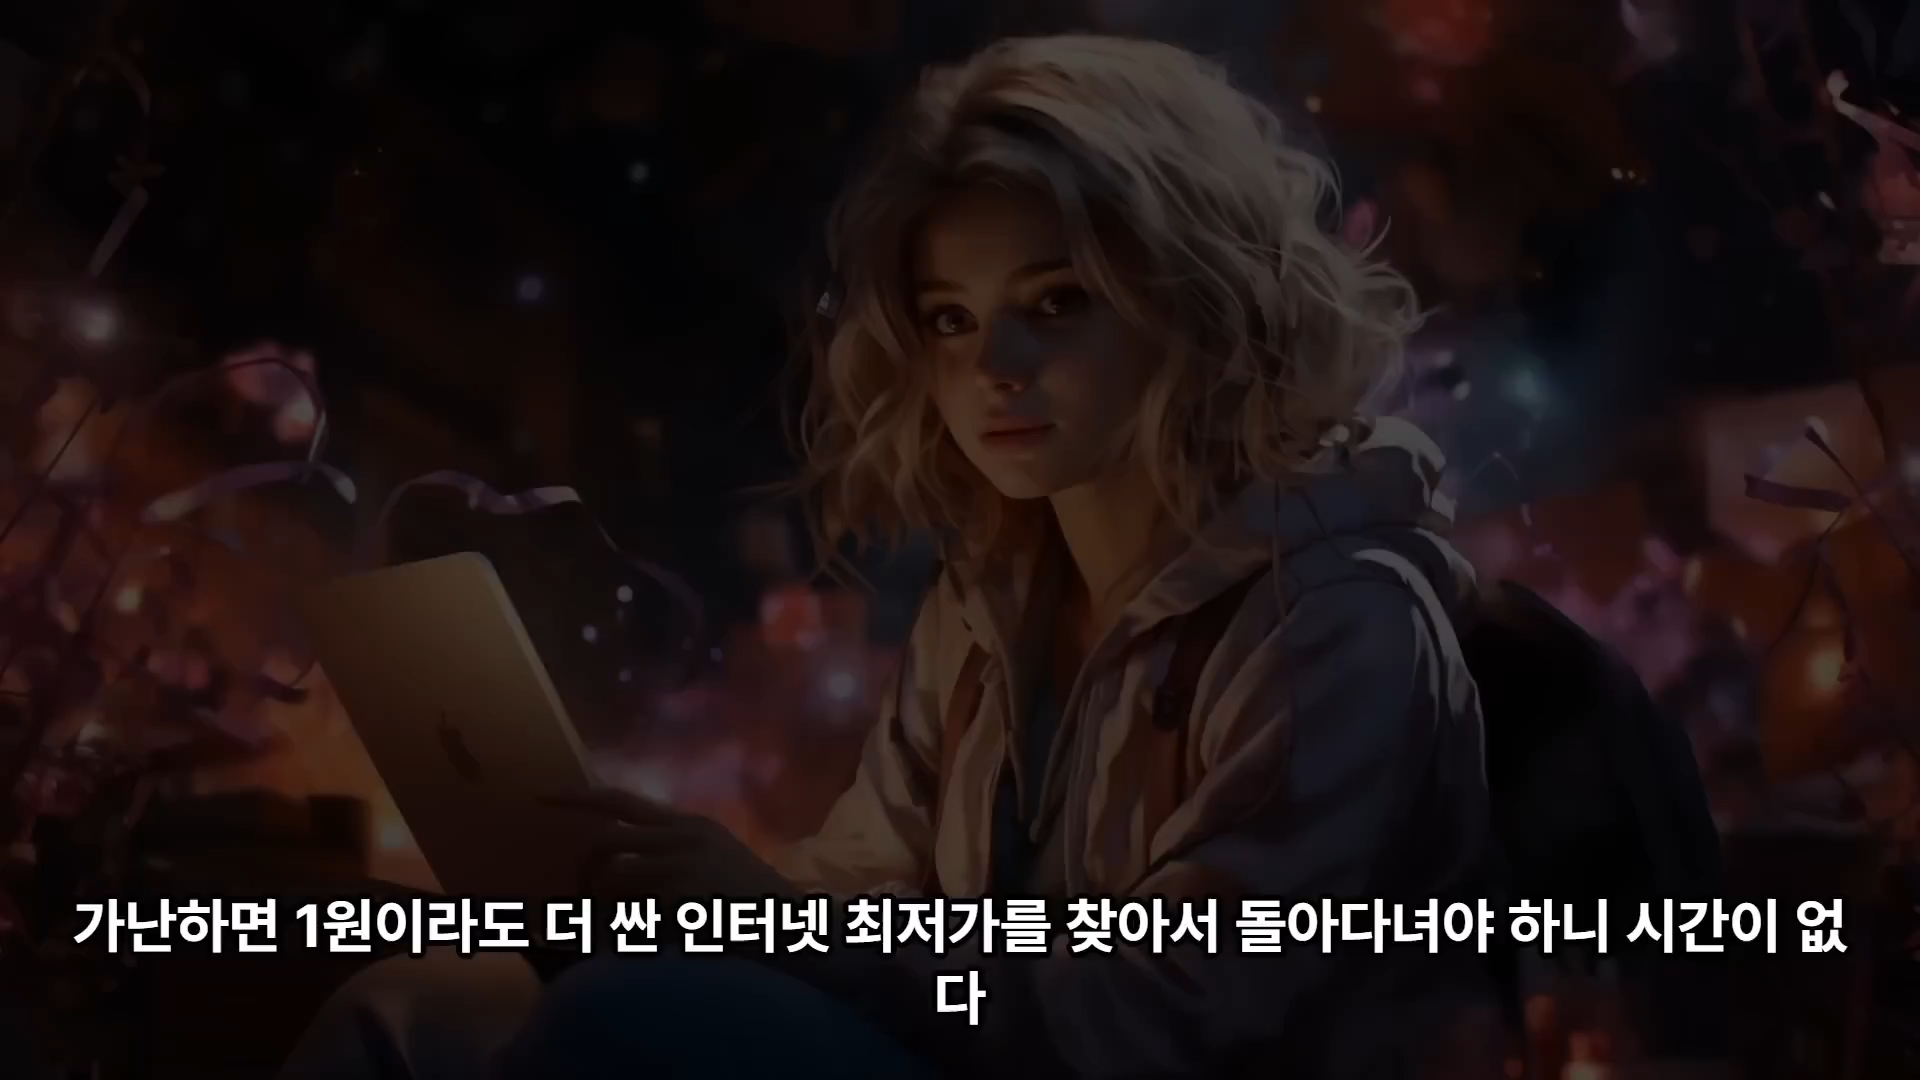 가난하면 1원이라도 더 싼 인터넷 최저가를 찾아서 돌아다녀야 하니 시간이 없
다